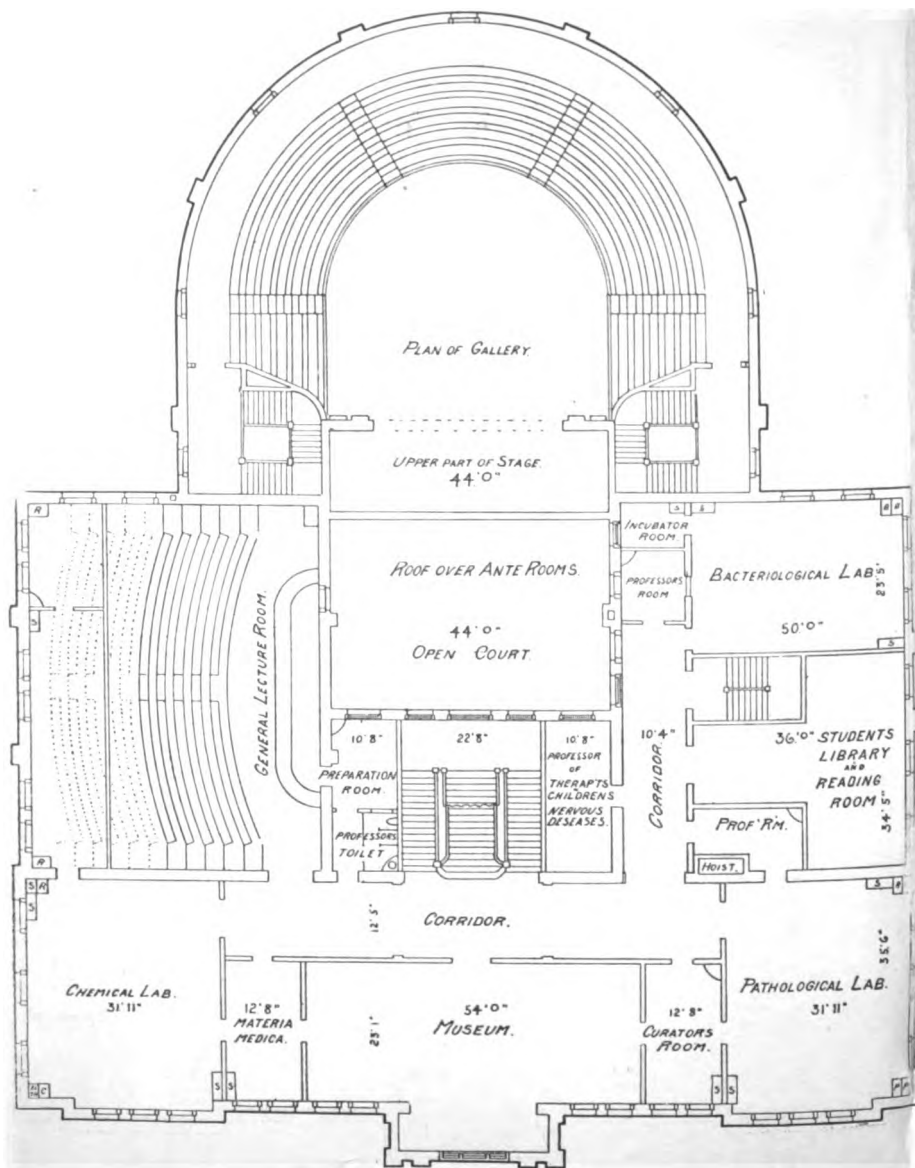 PLAN OF GALLERY.
UPPER PART OF STAGE.
44'0"
S S
INCUBATOR
ROOM.
R
ROOF OVER ANTE ROOMS.
PROFESSORS
ROOM
BACTERIOLOGICAL LAB.
23'5"
S
44'0"
OPEN COURT.
50'0"
S
GENERAL LECTURE ROOM.
10'8"
22'8"
10'8"
PROFESSOR
OF
THERAP'TS
CHILDRENS
NERVOUS
DESEASES.
10'4"
CORRIDOR.
36'0" STUDENTS
LIBRARY
AND
READING
ROOM
34'5"
PREPARATION
ROOM.
PROFESSORS
TOILET
PROF' R'M.
HOIST.
R
S R
S
S
12'5"
CORRIDOR.
35'6"
CHEMICAL LAB.
31'11"
12'8"
MATERIA
MEDICA.
23'1"
54'0"
MUSEUM.
12'8"
CURATORS
ROOM.
PATHOLOGICAL LAB.
31'11"
C
S S
S S
P P